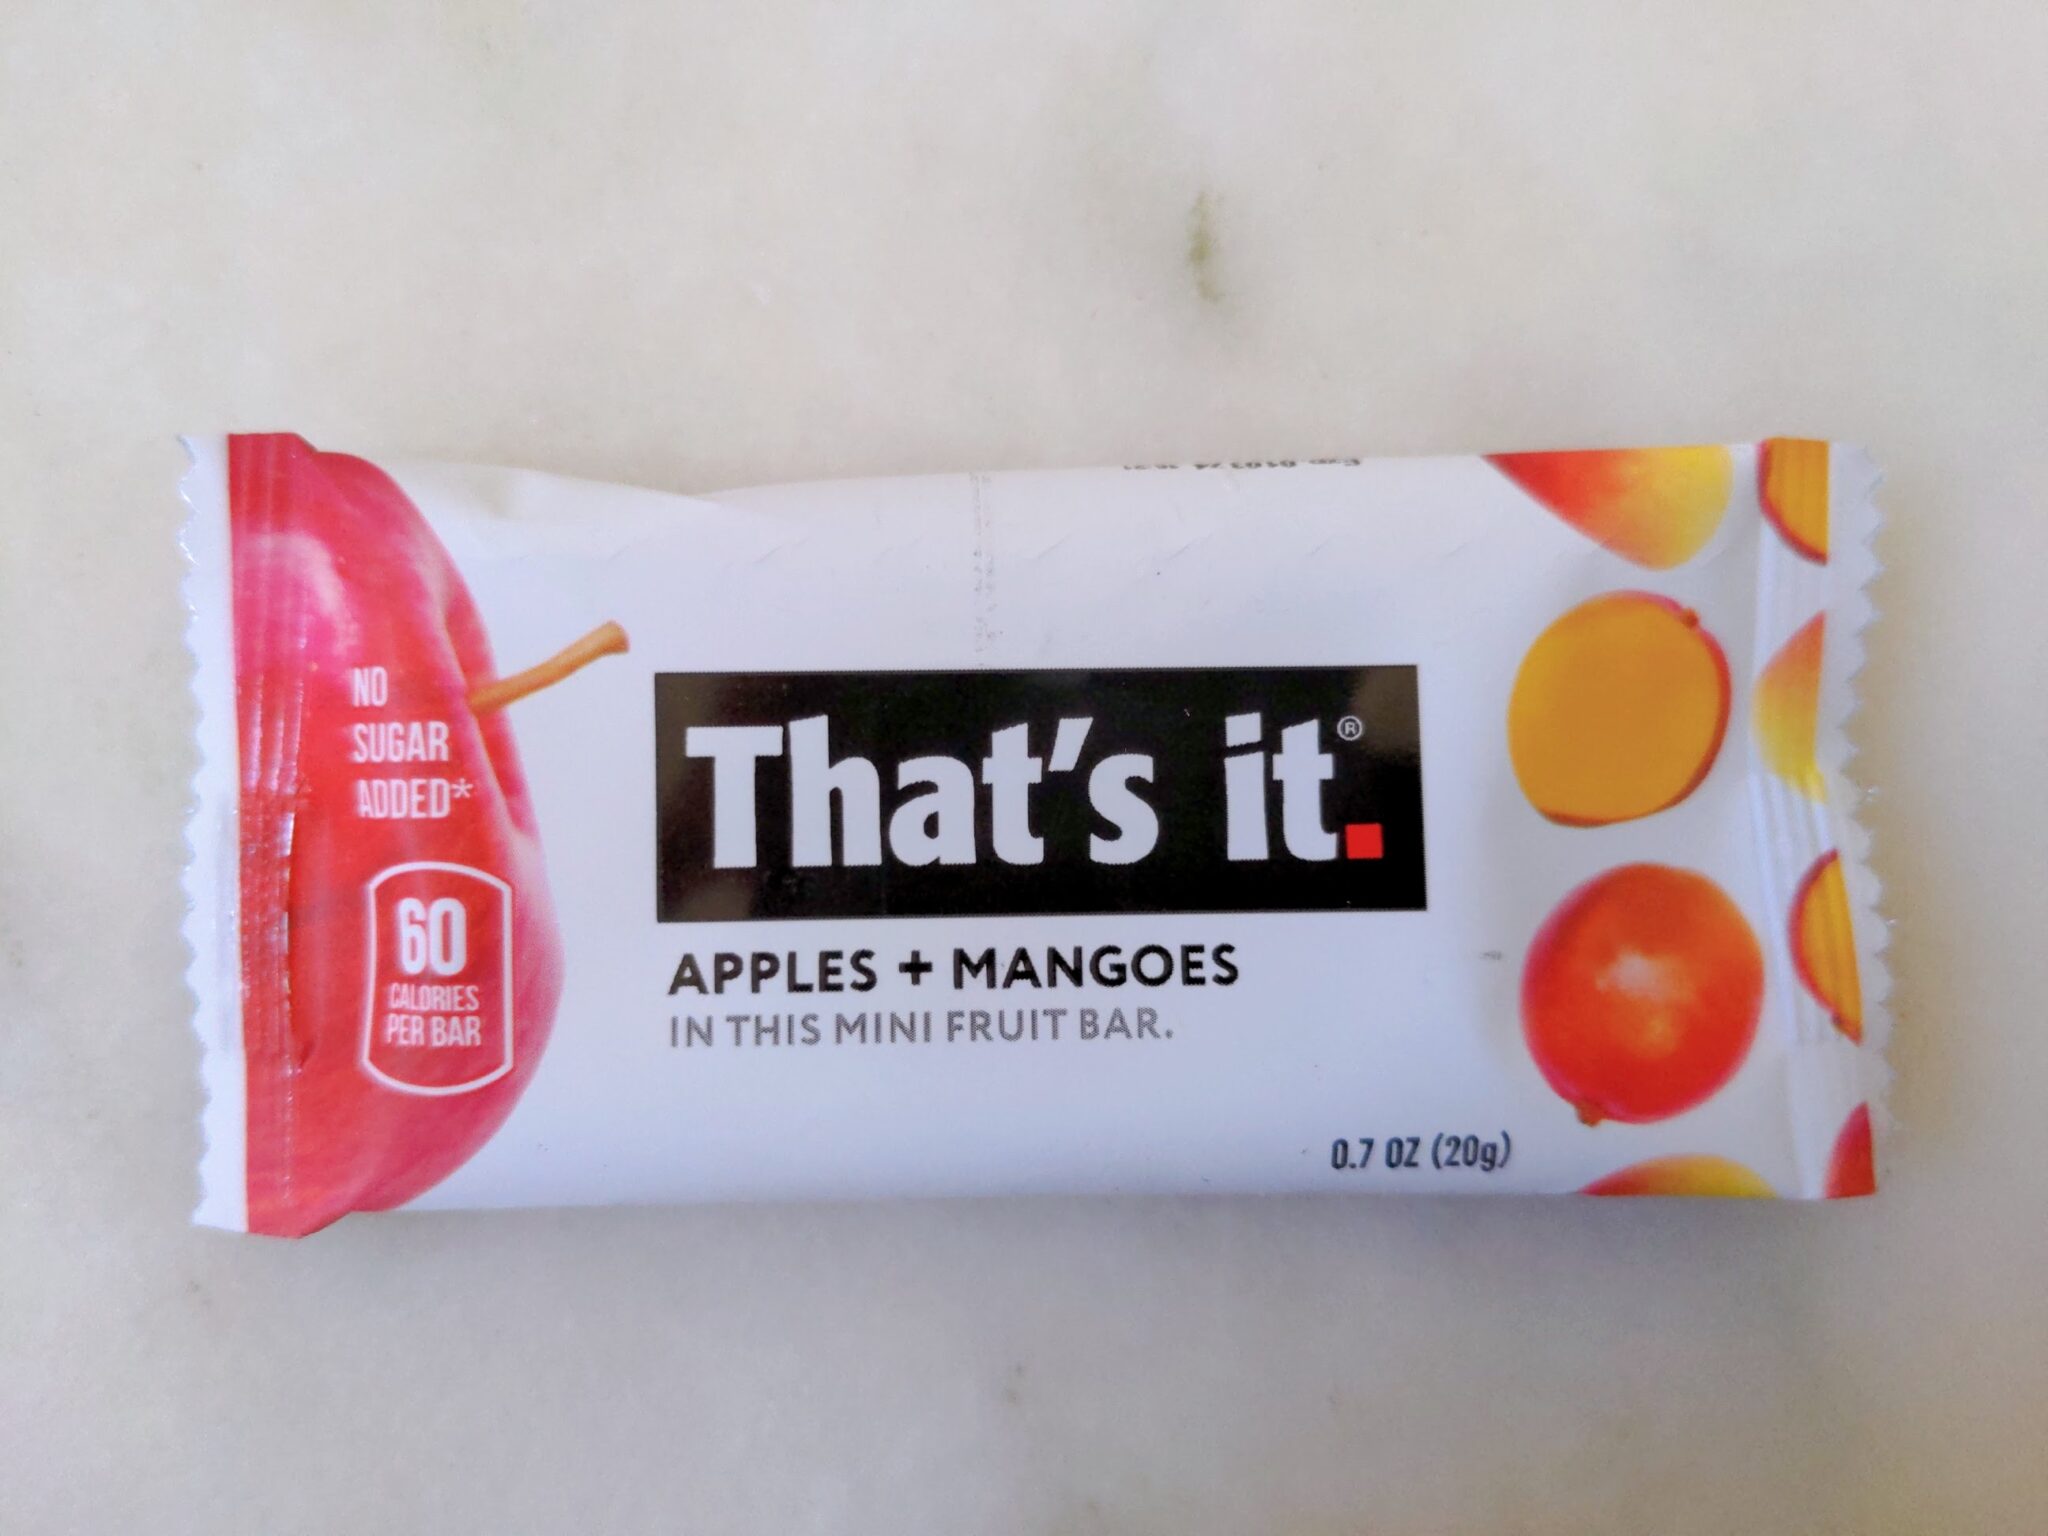 NO
SUGAR
ADDED*
60
CALORIES
PER BAR
That's it.®
APPLES + MANGOES
IN THIS MINI FRUIT BAR.
0.7 OZ (20g)